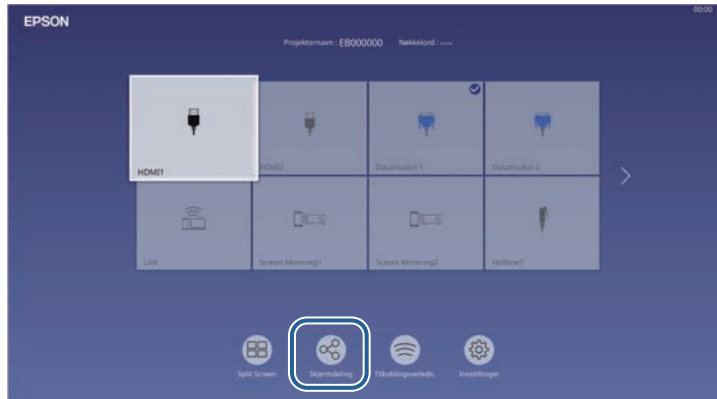 00:00
EPSON
Projektornavn : EB000000 Nøkkelord : ----
HDMI1
HDMI2
Datamaskin 1
Datamaskin 2
LAN
Screen Mirroring1
Screen Mirroring2
HDBaseT
Split Screen
Skjermdeling
Tilkoblingsveiledn.
Innstillinger